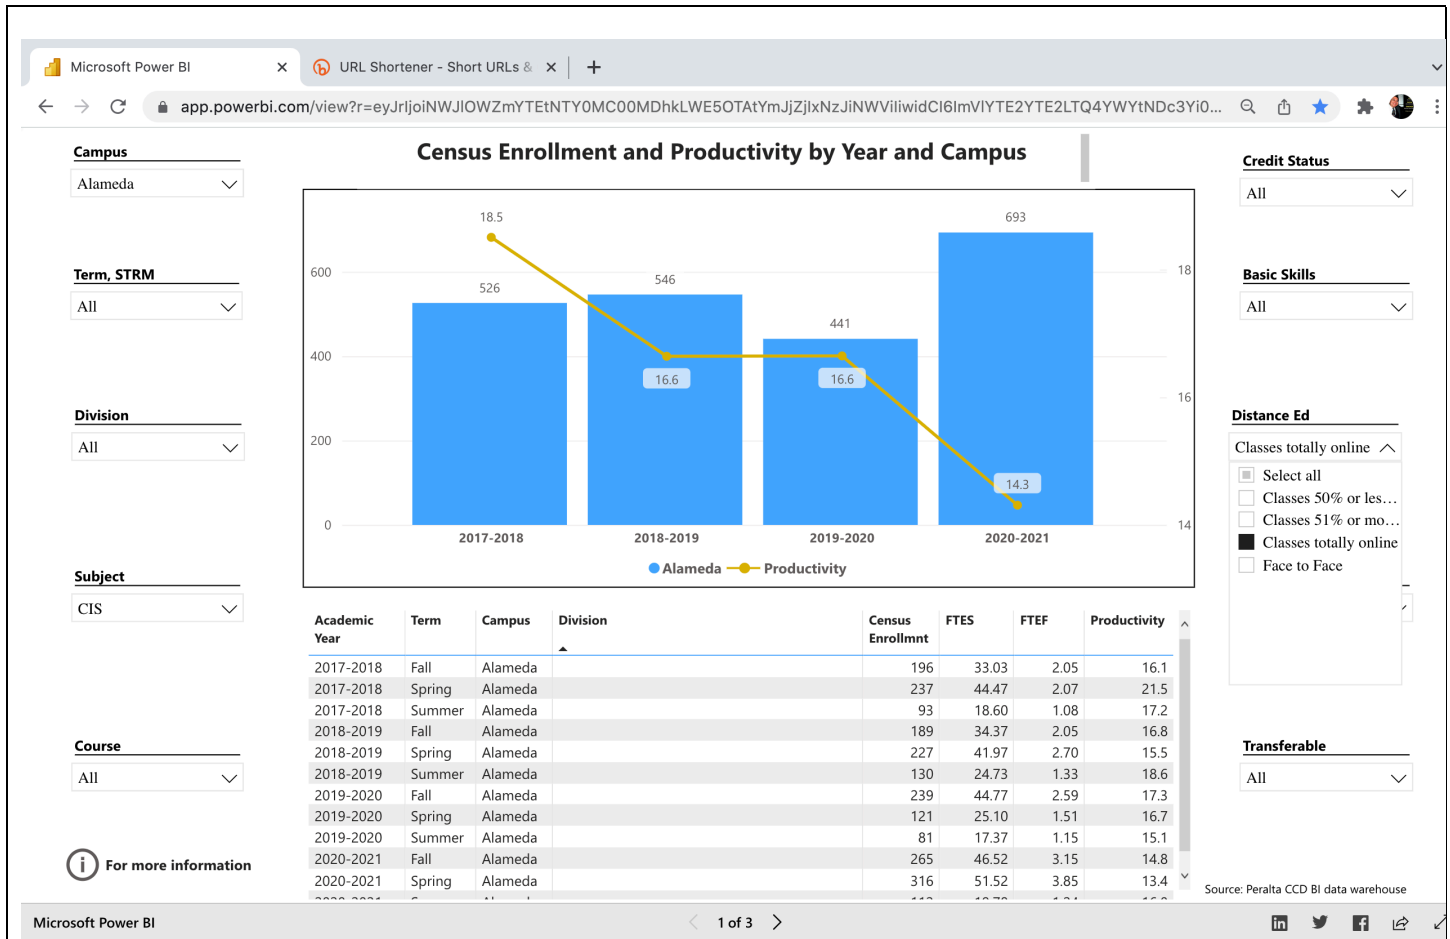 Microsoft Power BI
URL Shortener - Short URLs &
app.powerbi.com/view?r=eyJrIjoiNWJlOWZmYTEtNTY0MC00MDhkLWE5OTAtYmJjZjIxNzJiNWViIiwidCI6ImVlYTE2YTE2LTQ4YWYtNDc3Yi0...
Census Enrollment and Productivity by Year and Campus
Campus
Alameda
Term, STRM
All
Division
All
Subject
CIS
Course
All
For more information
18.5
693
600
526
546
18
441
400
16.6
16.6
16
200
14.3
0
14
2017-2018 2018-2019 2019-2020 2020-2021
Alameda Productivity
Credit Status
All
Basic Skills
All
Distance Ed
Classes totally online
Select all
Classes 50% or les...
Classes 51% or mo...
Classes totally online
Face to Face
Transferable
All
Academic Year Term Campus Division Census Enrollmnt FTES FTEF Productivity
2017-2018 Fall Alameda 196 33.03 2.05 16.1
2017-2018 Spring Alameda 237 44.47 2.07 21.5
2017-2018 Summer Alameda 93 18.60 1.08 17.2
2018-2019 Fall Alameda 189 34.37 2.05 16.8
2018-2019 Spring Alameda 227 41.97 2.70 15.5
2018-2019 Summer Alameda 130 24.73 1.33 18.6
2019-2020 Fall Alameda 239 44.77 2.59 17.3
2019-2020 Spring Alameda 121 25.10 1.51 16.7
2019-2020 Summer Alameda 81 17.37 1.15 15.1
2020-2021 Fall Alameda 265 46.52 3.15 14.8
2020-2021 Spring Alameda 316 51.52 3.85 13.4
Source: Peralta CCD BI data warehouse
Microsoft Power BI
1 of 3